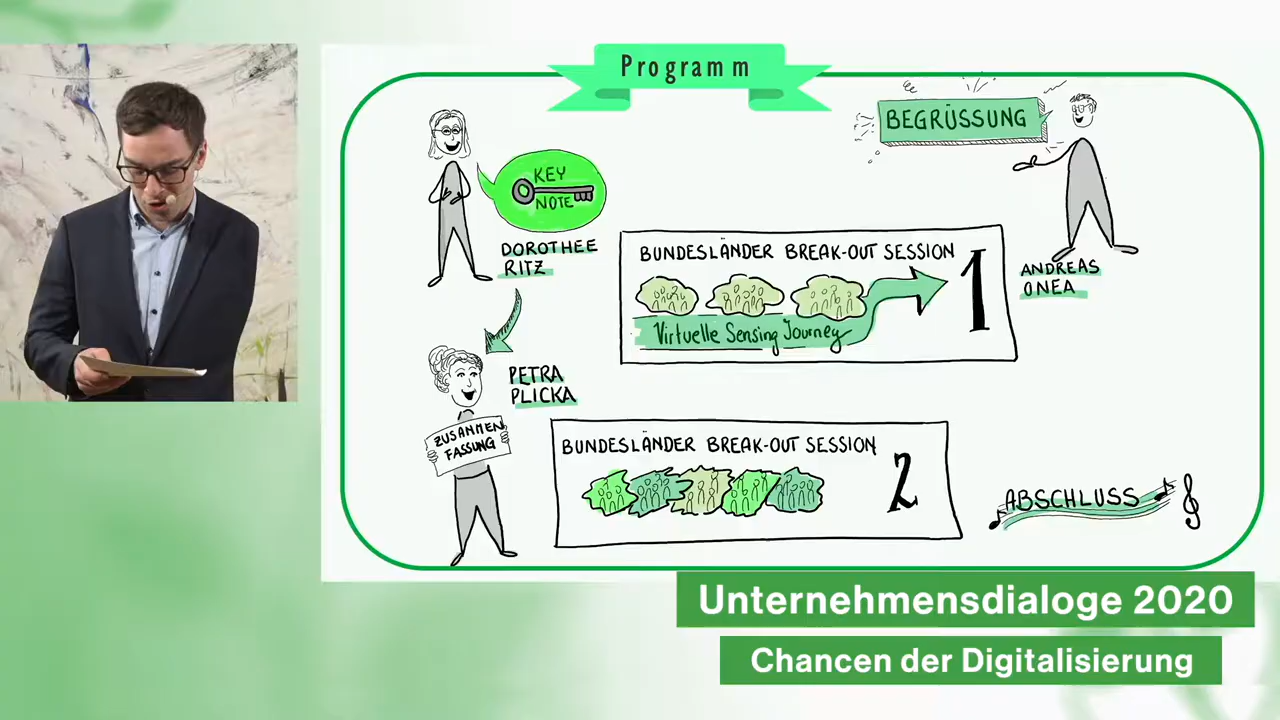 Programm
BEGRÜSSUNG
ANDREAS
ONEA
KEY
NOTE
DOROTHEE
RITZ
BUNDESLÄNDER BREAK-OUT SESSION
1
Virtuelle Sensing Journey
PETRA
PLICKA
ZUSAMMEN
FASSUNG
BUNDESLÄNDER BREAK-OUT SESSION
2
ABSCHLUSS
Unternehmensdialoge 2020
Chancen der Digitalisierung